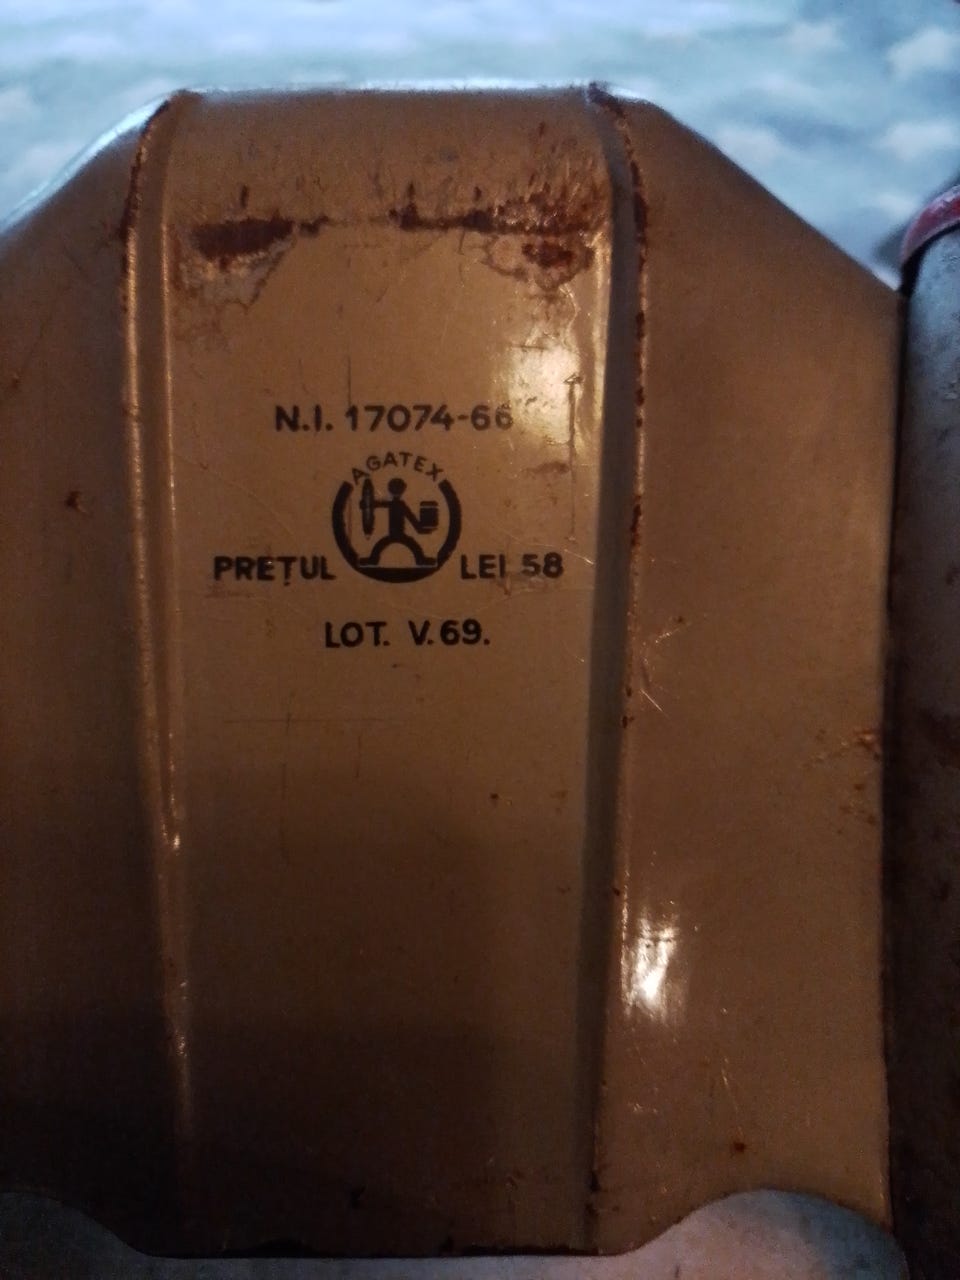 N.I. 17074-66
AGATEX
PREȚUL LEI 58
LOT. V.69.